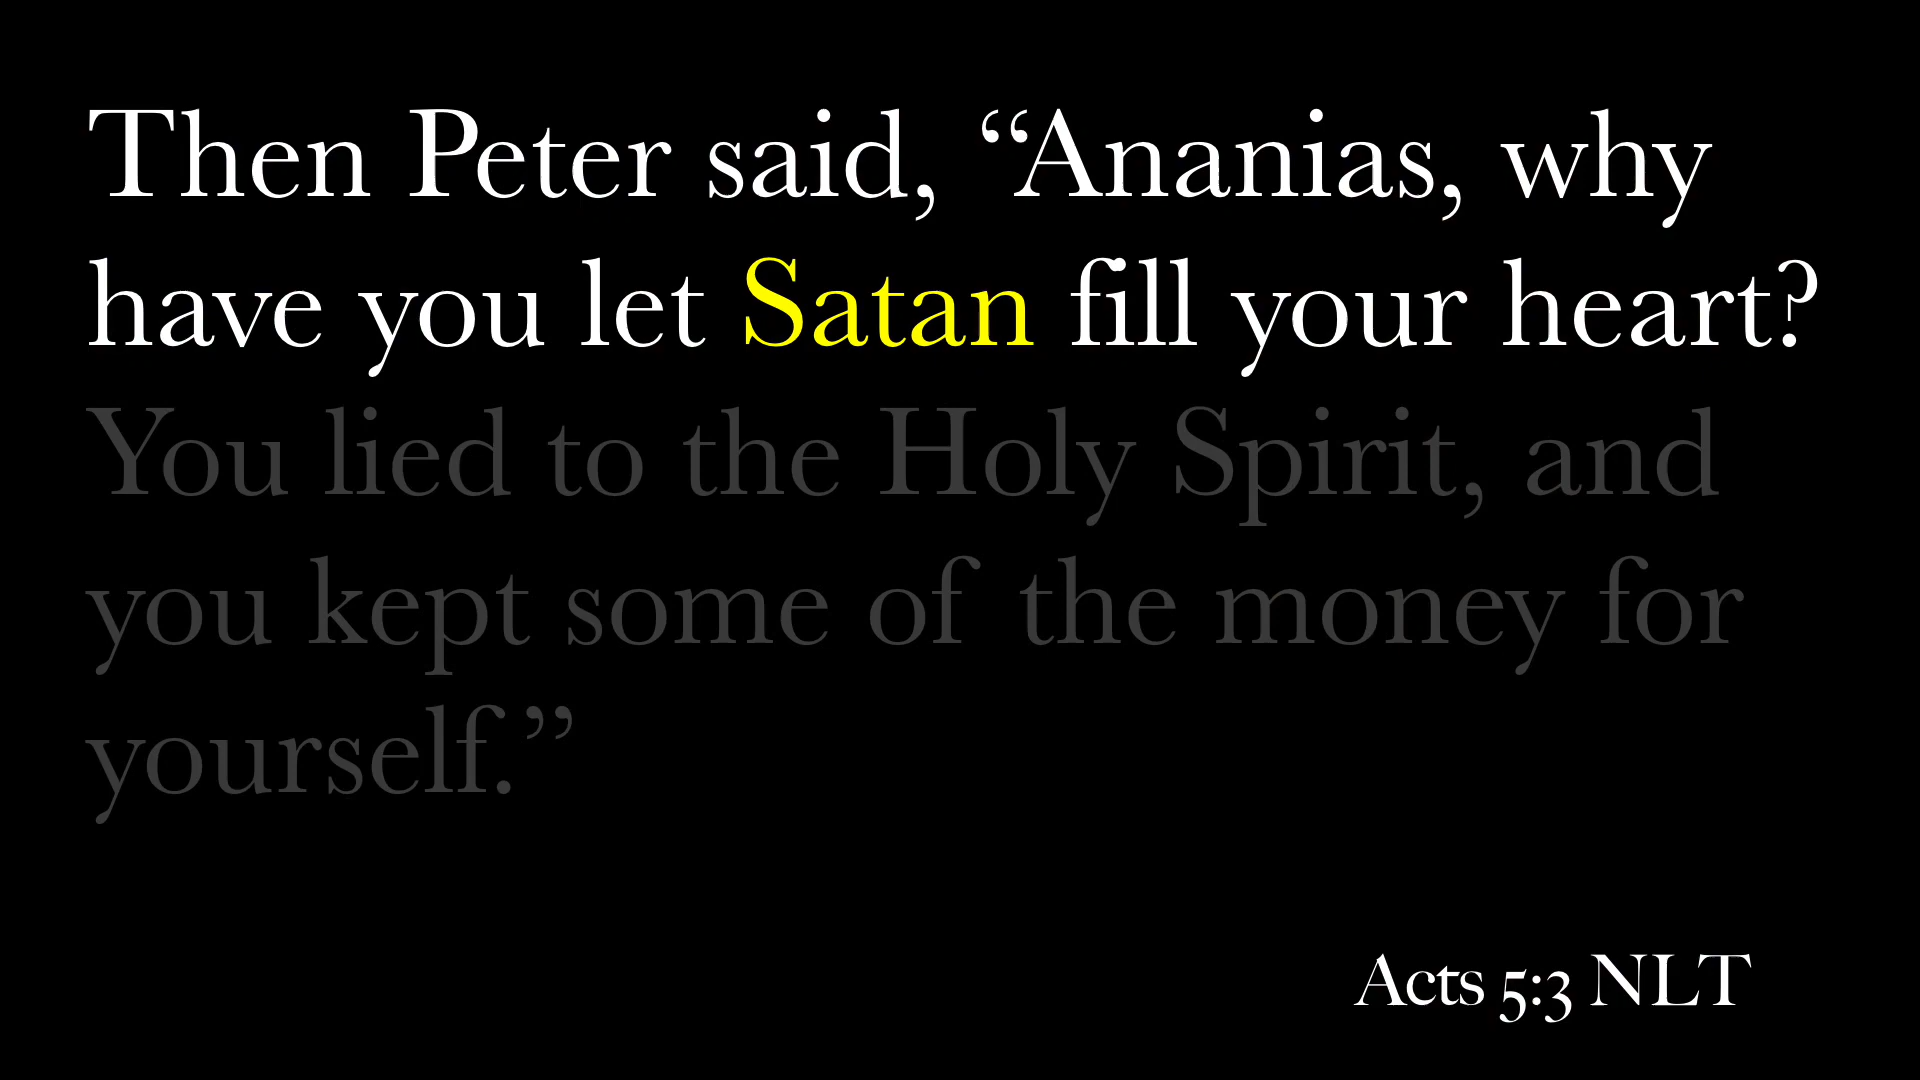 Then Peter said, “Ananias, why
have you let Satan fill your heart?
You lied to the Holy Spirit, and
you kept some of the money for
yourself.”
Acts 5:3 NLT